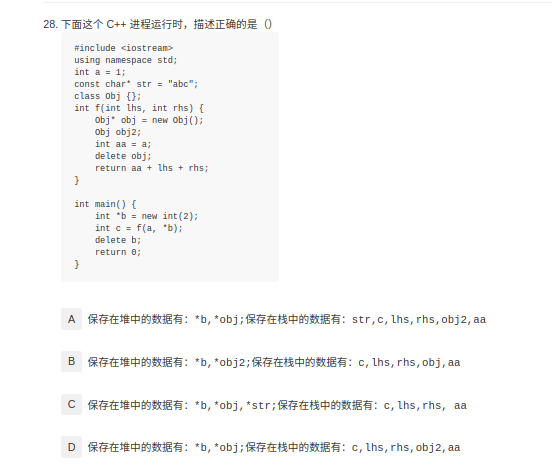 28. 下面这个 C++ 进程运行时，描述正确的是（）
#include <iostream>
using namespace std;
int a = 1;
const char* str = "abc";
class Obj {};
int f(int lhs, int rhs) {
    Obj* obj = new Obj();
    Obj obj2;
    int aa = a;
    delete obj;
    return aa + lhs + rhs;
}

int main() {
    int *b = new int(2);
    int c = f(a, *b);
    delete b;
    return 0;
}
A 保存在堆中的数据有：*b,*obj;保存在栈中的数据有：str,c,lhs,rhs,obj2,aa
B 保存在堆中的数据有：*b,*obj2;保存在栈中的数据有：c,lhs,rhs,obj,aa
C 保存在堆中的数据有：*b,*obj,*str;保存在栈中的数据有：c,lhs,rhs, aa
D 保存在堆中的数据有：*b,*obj;保存在栈中的数据有：c,lhs,rhs,obj2,aa